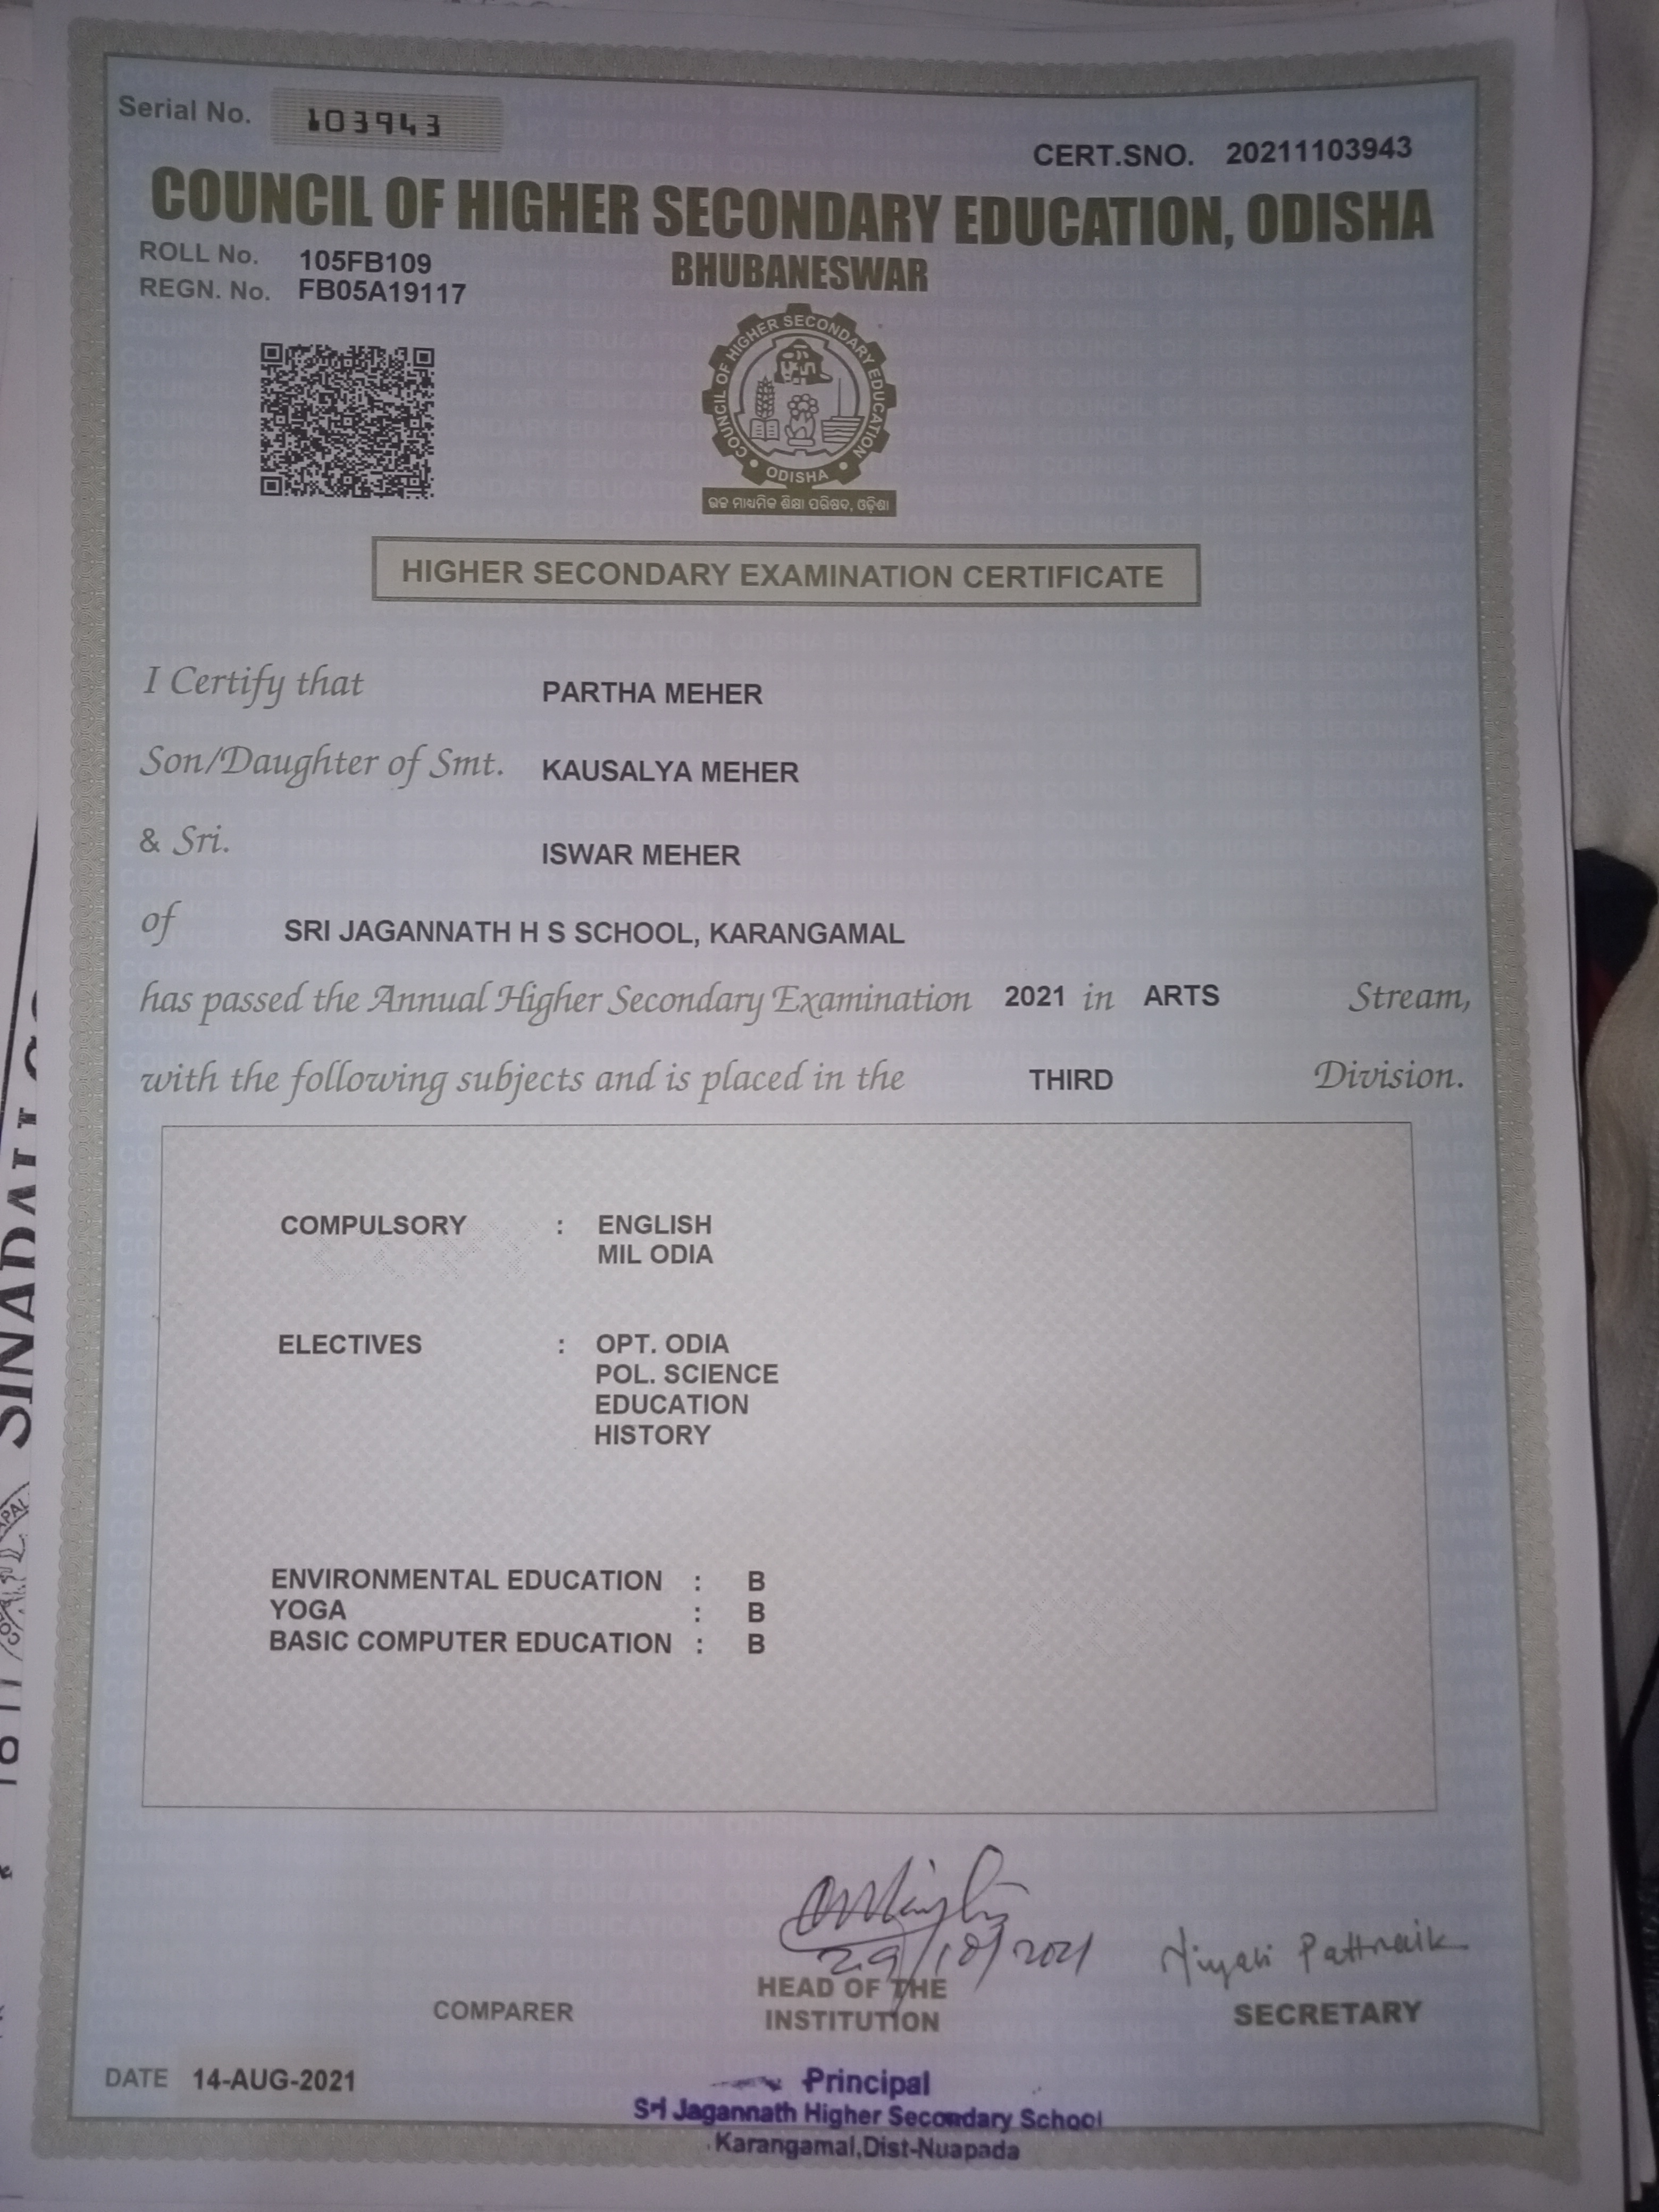 Serial No. 103943
CERT.SNO. 20211103943
COUNCIL OF HIGHER SECONDARY EDUCATION, ODISHA
BHUBANESWAR
ROLL No. 105FB109
REGN. No. FB05A19117
COUNCIL OF HIGHER SECONDARY EDUCATION
ODISHA
ଉଚ୍ଚ ମାଧ୍ୟମିକ ଶିକ୍ଷା ପରିଷଦ, ଓଡ଼ିଶା
HIGHER SECONDARY EXAMINATION CERTIFICATE
I Certify that PARTHA MEHER
Son/Daughter of Smt. KAUSALYA MEHER
& Sri. ISWAR MEHER
of SRI JAGANNATH H S SCHOOL, KARANGAMAL
has passed the Annual Higher Secondary Examination 2021 in ARTS Stream,
with the following subjects and is placed in the THIRD Division.
COMPULSORY : ENGLISH
MIL ODIA
ELECTIVES : OPT. ODIA
POL. SCIENCE
EDUCATION
HISTORY
ENVIRONMENTAL EDUCATION : B
YOGA : B
BASIC COMPUTER EDUCATION : B
29/10/2021
Pattnaik
COMPARER
HEAD OF THE
INSTITUTION
SECRETARY
DATE 14-AUG-2021
Principal
Sri Jagannath Higher Secondary School
Karangamal,Dist-Nuapada